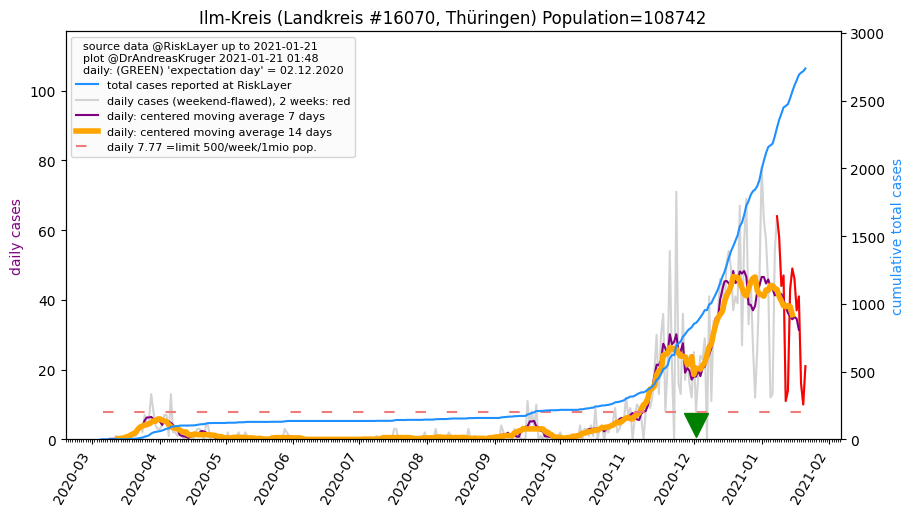 Ilm-Kreis (Landkreis #16070, Thüringen) Population=108742
source data @RiskLayer up to 2021-01-21
plot @DrAndreasKruger 2021-01-21 01:48
daily: (GREEN) 'expectation day' = 02.12.2020
total cases reported at RiskLayer
daily cases (weekend-flawed), 2 weeks: red
daily: centered moving average 7 days
daily: centered moving average 14 days
daily 7.77 =limit 500/week/1mio pop.
daily cases
100
80
60
40
20
0
cumulative total cases
3000
2500
2000
1500
1000
500
0
2020-03
2020-04
2020-05
2020-06
2020-07
2020-08
2020-09
2020-10
2020-11
2020-12
2021-01
2021-02